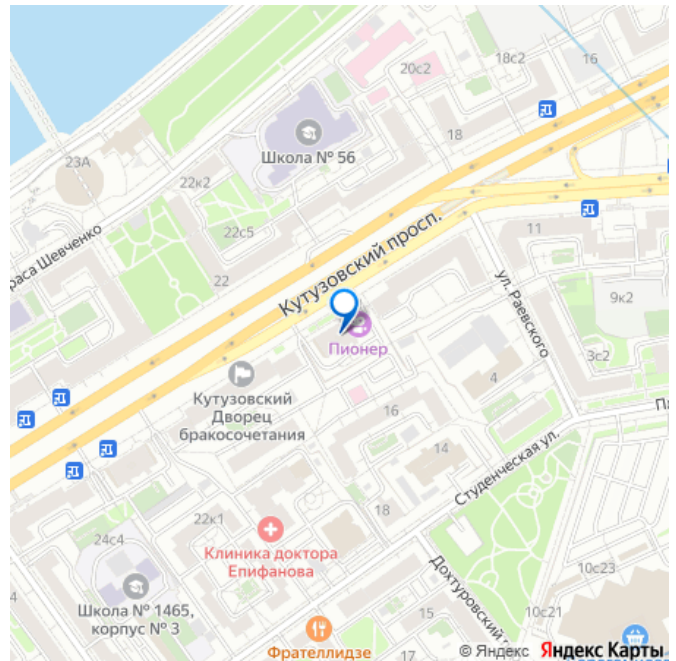 18с2
16
20с2
18
Школа № 56
23А
22к2
11
22с5
раса Шевченко
Кутузовский просп.
22
ул. Раевского
9к2
Пионер
3с2
4
Кутузовский
Дворец
бракосочетания
16
14
Студенческая ул.
18
22к1
24с4
Клиника доктора
Епифанова
10с23
Школа № 1465,
корпус № 3
15
17
Дохтуровский
10с21
Фрателлидзе
© Яндекс Яндекс Карты